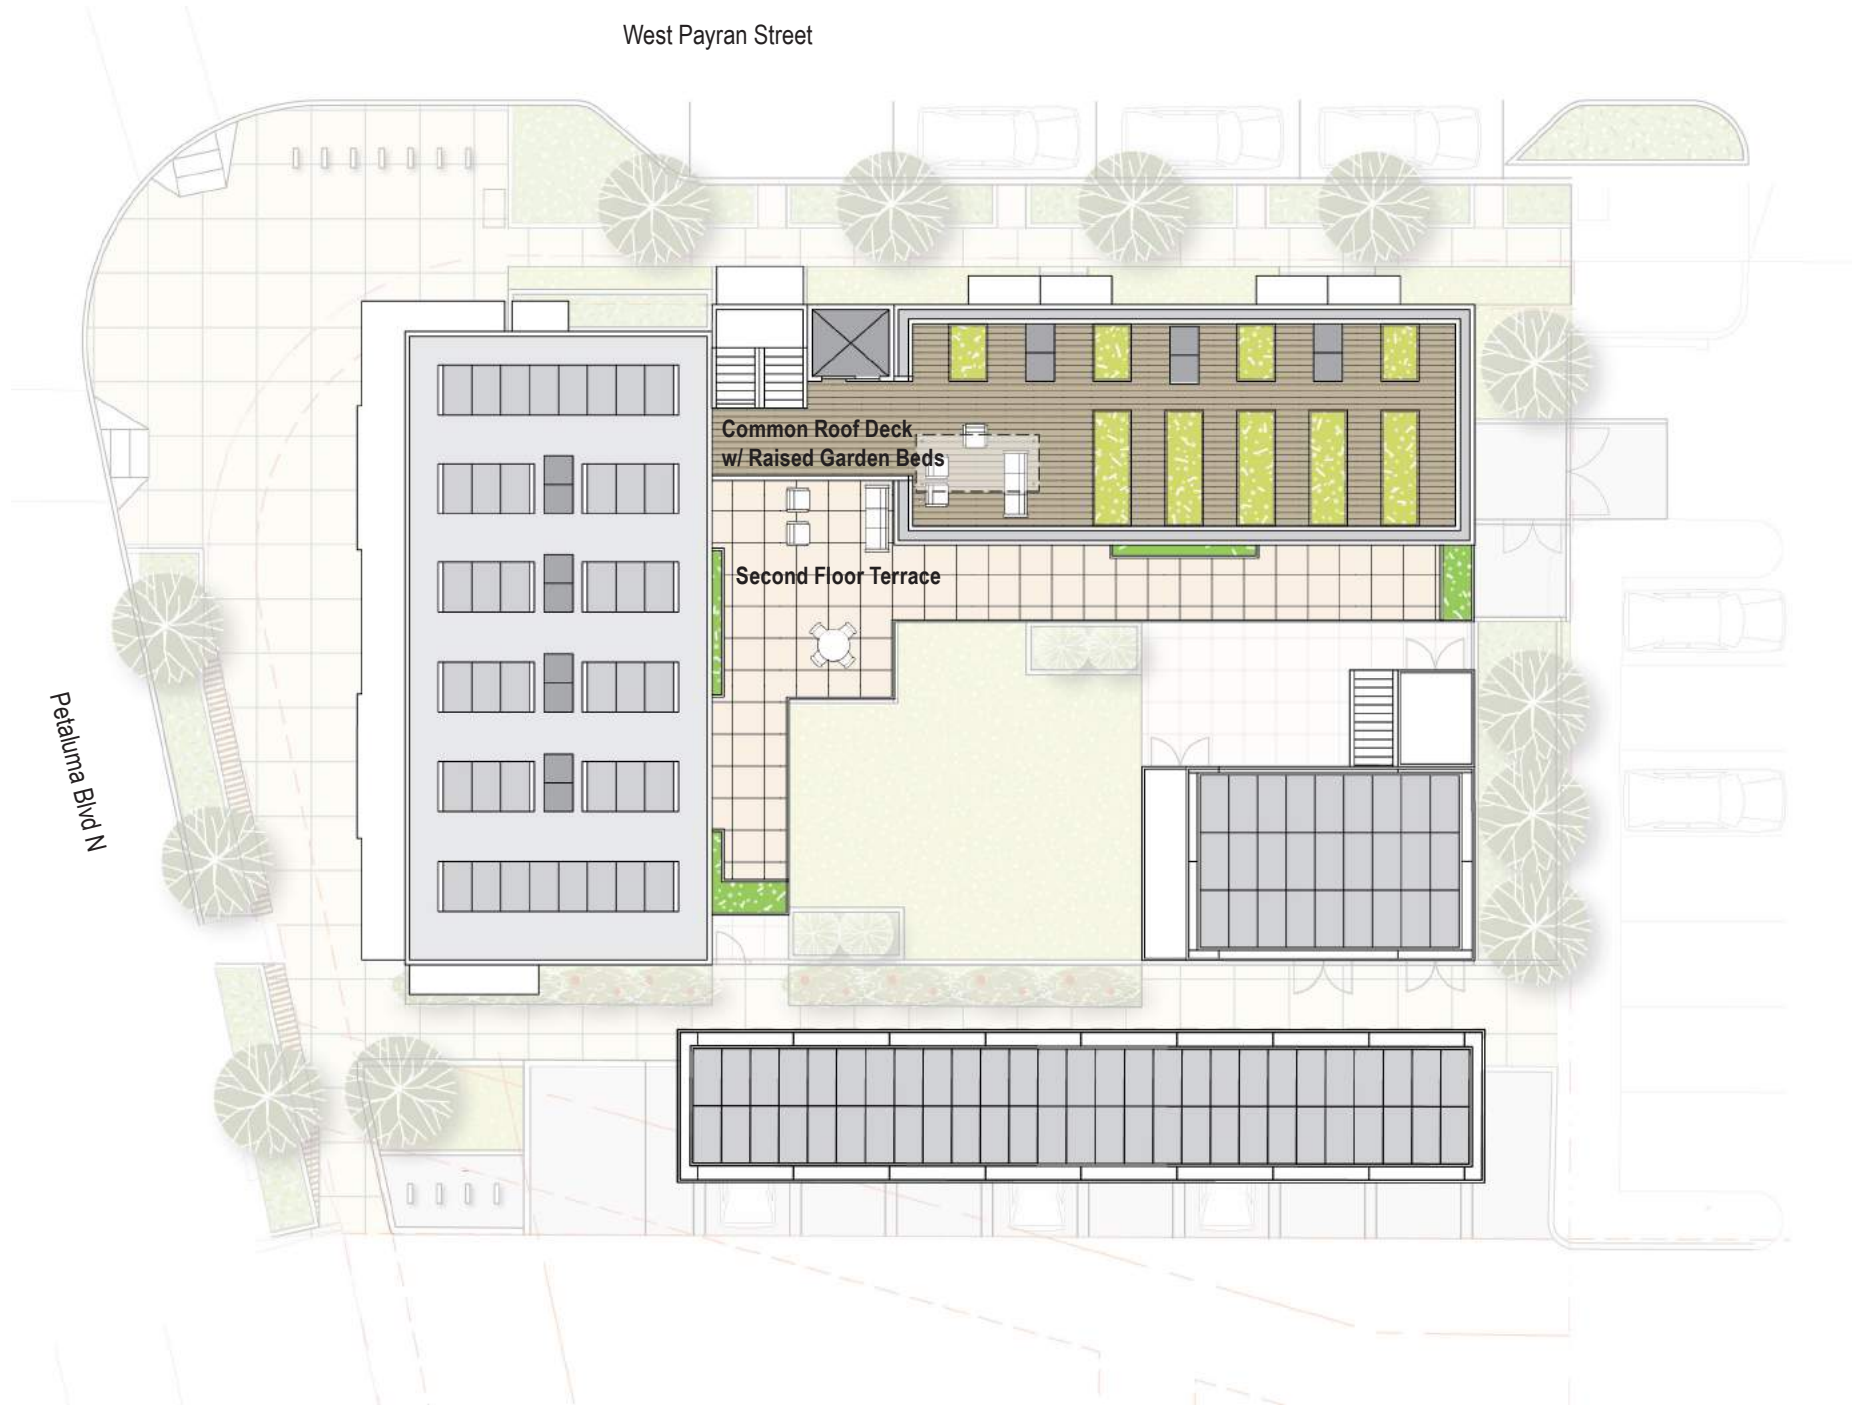 West Payran Street
Common Roof Deck
w/ Raised Garden Beds
Second Floor Terrace
Petaluma Blvd N